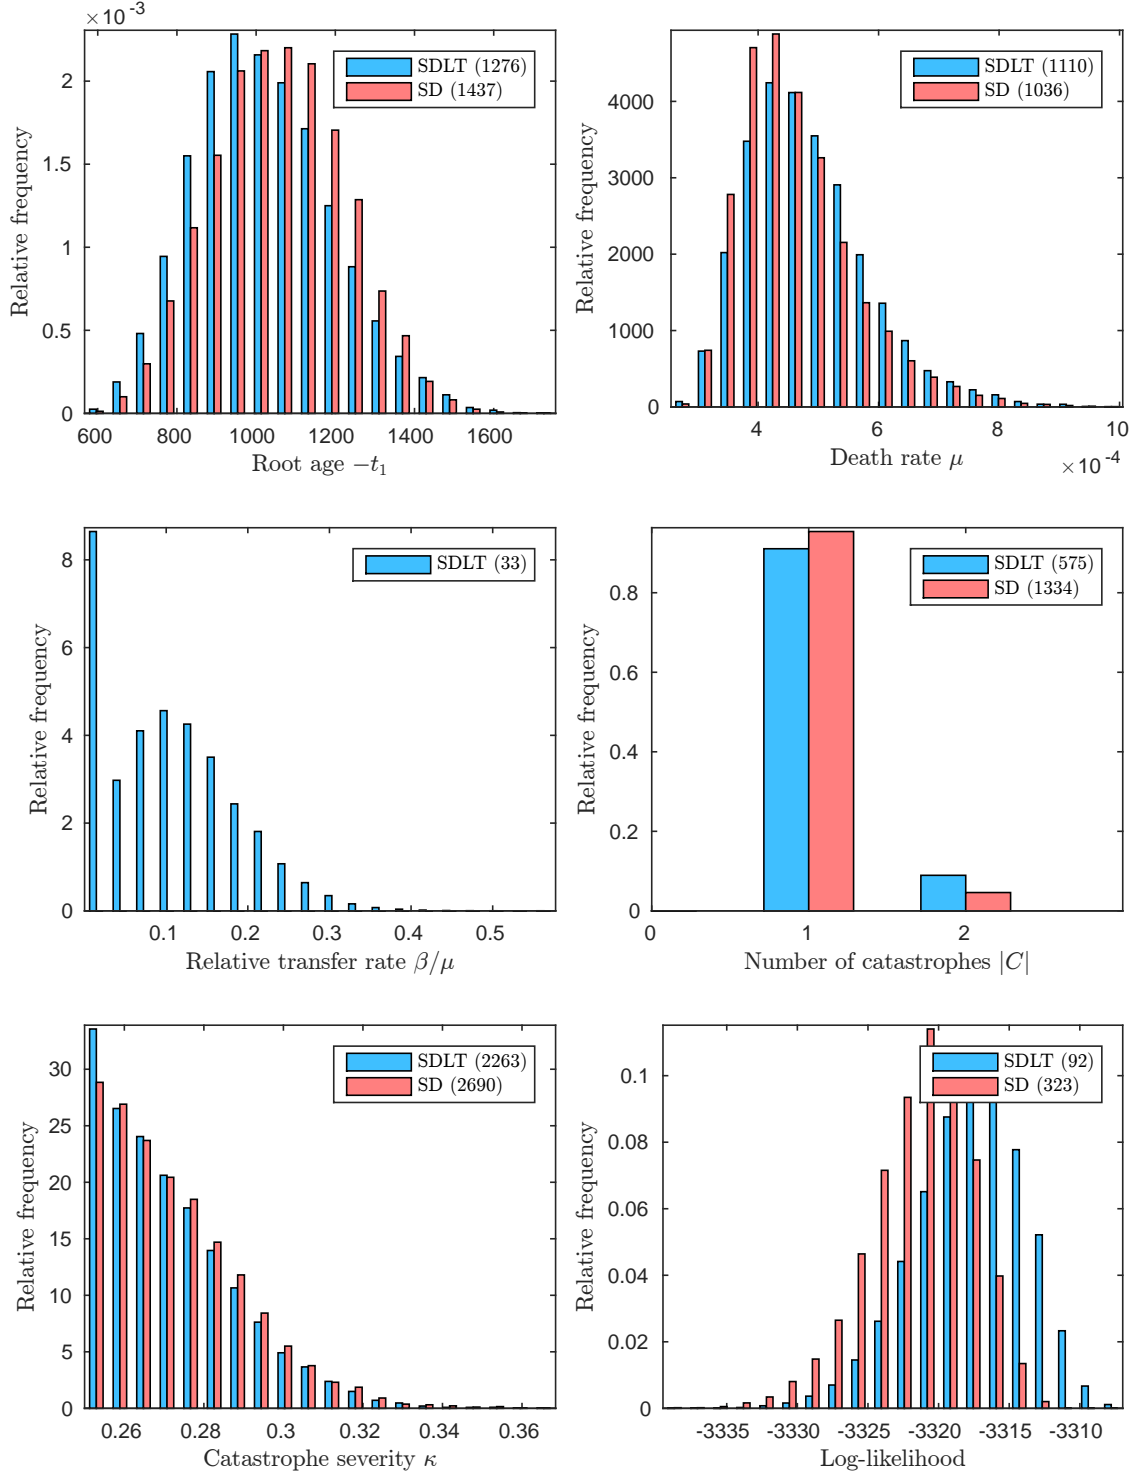 ×10 -3
SDLT (1276)
SD (1437)
2
1.5
1
0.5
0
Relative frequency
600 800 1000 1200 1400 1600
Root age −t1
SDLT (1110)
SD (1036)
4000
3000
2000
1000
0
Relative frequency
4 6 8 10
Death rate μ
×10 -4
SDLT (33)
8
6
4
2
0
Relative frequency
0.1 0.2 0.3 0.4 0.5
Relative transfer rate β/μ
SDLT (575)
SD (1334)
0.8
0.6
0.4
0.2
0
Relative frequency
0 1 2
Number of catastrophes |C|
SDLT (2263)
SD (2690)
30
25
20
15
10
5
0
Relative frequency
0.26 0.28 0.3 0.32 0.34 0.36
Catastrophe severity κ
SDLT (92)
SD (323)
0.1
0.08
0.06
0.04
0.02
0
Relative frequency
-3335 -3330 -3325 -3320 -3315 -3310
Log-likelihood